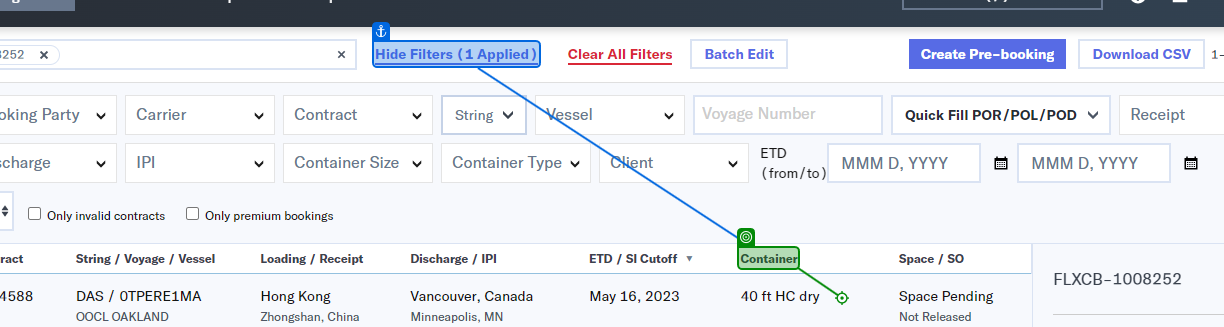 8252 × ×
Hide Filters (1 Applied)
Clear All Filters
Batch Edit
Create Pre-booking
Download CSV
1-
oking Party
Carrier
Contract
String
Vessel
Voyage Number
Quick Fill POR/POL/POD
Receipt
scharge
IPI
Container Size
Container Type
Client
ETD
(from/to)
MMM D, YYYY
MMM D, YYYY
Only invalid contracts
Only premium bookings
ract
String / Voyage / Vessel
Loading / Receipt
Discharge / IPI
ETD / SI Cutoff ▼
Container
Space / SO
4588
DAS / 0TPERE1MA
Hong Kong
Vancouver, Canada
May 16, 2023
40 ft HC dry
Space Pending
OOCL OAKLAND
Zhongshan, China
Minneapolis, MN
Not Released
FLXCB-1008252